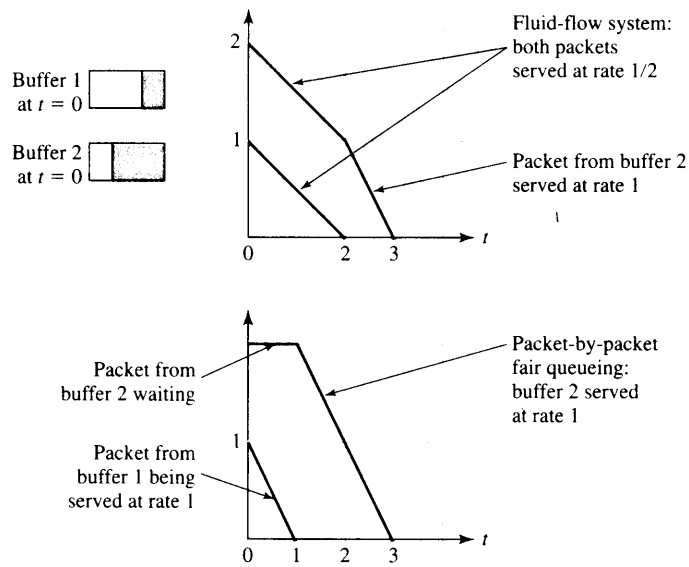 Fluid-flow system:
both packets
served at rate 1/2
2
Buffer 1
at t = 0
Buffer 2
at t = 0
1
Packet from buffer 2
served at rate 1
0
2
3
t
Packet from
buffer 2 waiting
Packet-by-packet
fair queueing:
buffer 2 served
at rate 1
1
Packet from
buffer 1 being
served at rate 1
0
1
2
3
t